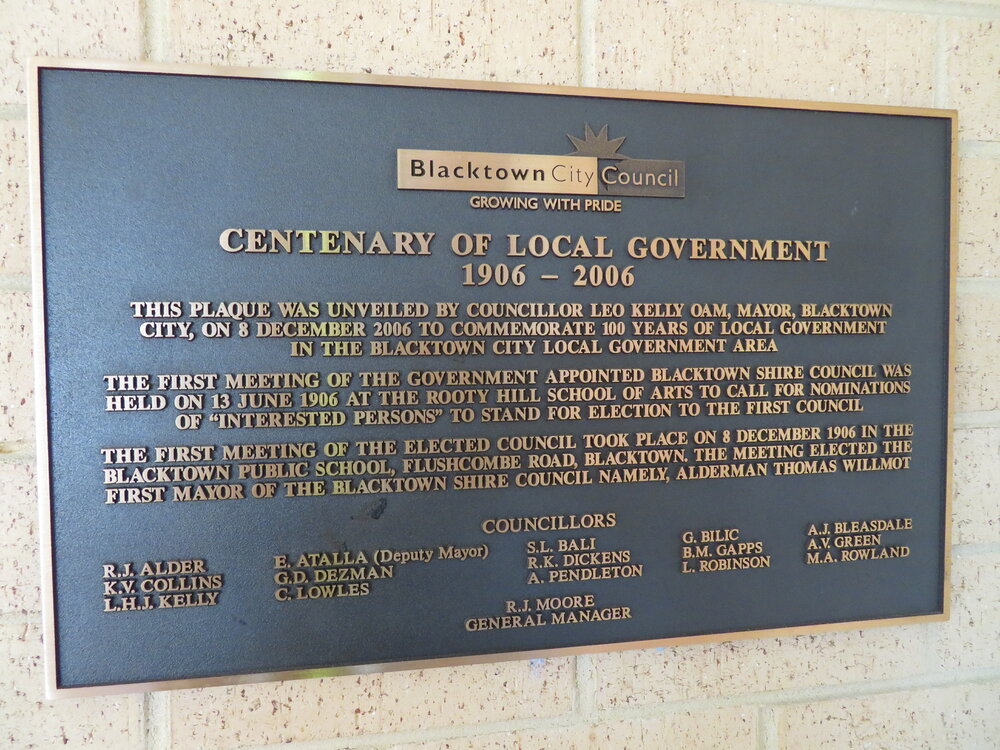 Blacktown City Council
GROWING WITH PRIDE
CENTENARY OF LOCAL GOVERNMENT
1906 – 2006
THIS PLAQUE WAS UNVEILED BY COUNCILLOR LEO KELLY OAM, MAYOR, BLACKTOWN
CITY, ON 8 DECEMBER 2006 TO COMMEMORATE 100 YEARS OF LOCAL GOVERNMENT
IN THE BLACKTOWN CITY LOCAL GOVERNMENT AREA
THE FIRST MEETING OF THE GOVERNMENT APPOINTED BLACKTOWN SHIRE COUNCIL WAS
HELD ON 13 JUNE 1906 AT THE ROOTY HILL SCHOOL OF ARTS TO CALL FOR NOMINATIONS
OF "INTERESTED PERSONS" TO STAND FOR ELECTION TO THE FIRST COUNCIL
THE FIRST MEETING OF THE ELECTED COUNCIL TOOK PLACE ON 8 DECEMBER 1906 IN THE
BLACKTOWN PUBLIC SCHOOL, FLUSHCOMBE ROAD, BLACKTOWN. THE MEETING ELECTED THE
FIRST MAYOR OF THE BLACKTOWN SHIRE COUNCIL NAMELY, ALDERMAN THOMAS WILLMOT
COUNCILLORS
R.J. ALDER
K.V. COLLINS
L.H.J. KELLY
E. ATALLA (Deputy Mayor)
G.D. DEZMAN
C. LOWLES
S.L. BALI
R.K. DICKENS
A. PENDLETON
G. BILIC
B.M. GAPPS
L. ROBINSON
A.J. BLEASDALE
A.V. GREEN
M.A. ROWLAND
R.J. MOORE
GENERAL MANAGER